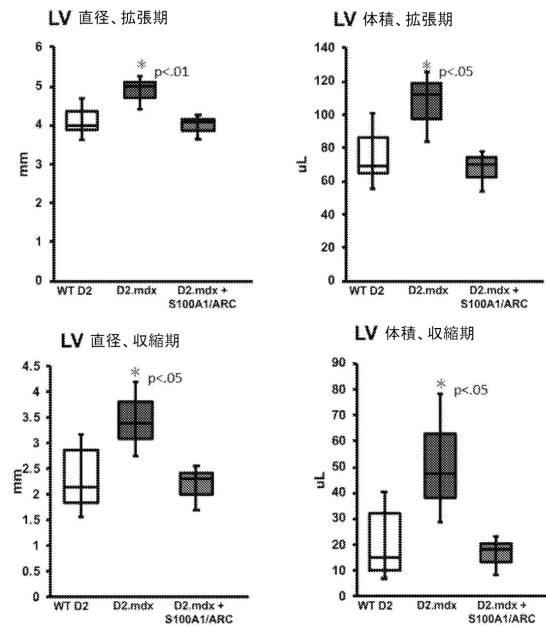 LV 直径、拡張期
6
5
4
3
2
1
0
mm
* p<.01
WT D2 D2.mdx D2.mdx +
S100A1/ARC
LV 体積、拡張期
140
120
100
80
60
40
20
0
uL
* p<.05
WT D2 D2.mdx D2.mdx +
S100A1/ARC
LV 直径、収縮期
4.5
4
3.5
3
2.5
2
1.5
1
0.5
0
mm
* p<.05
WT D2 D2.mdx D2.mdx +
S100A1/ARC
LV 体積、収縮期
90
80
70
60
50
40
30
20
10
0
uL
* p<.05
WT D2 D2.mdx D2.mdx +
S100A1/ARC